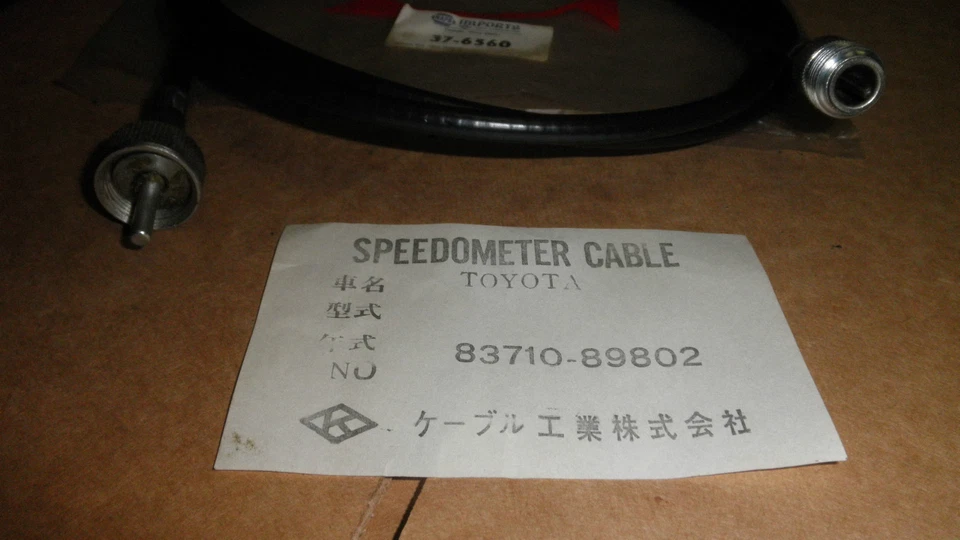 IMPORTS
37-6560
SPEEDOMETER CABLE
車名 TOYOTA
型式
年式 83710-89802
NO
ケーブル工業株式会社